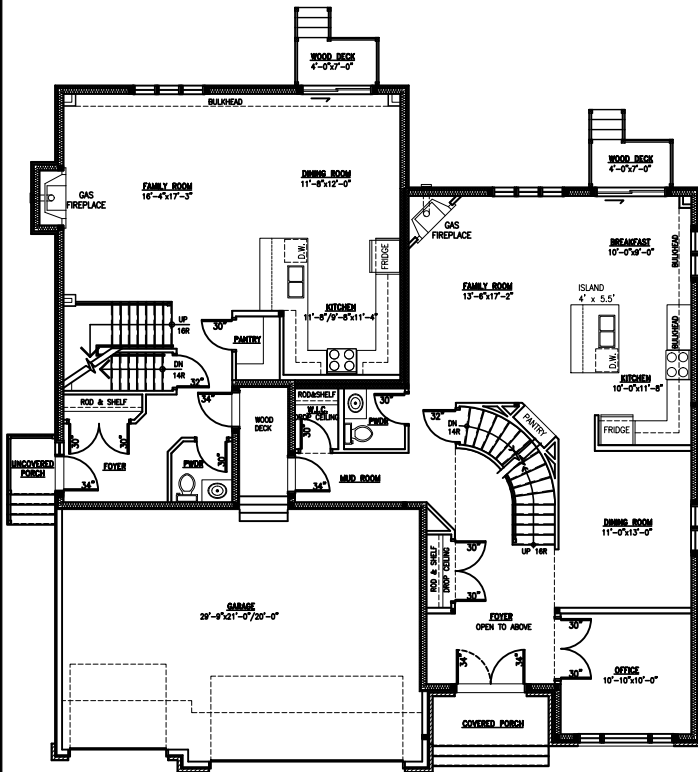 WOOD DECK
4'-0"x7'-0"
BULKHEAD
WOOD DECK
4'-0"x7'-0"
DINING ROOM
11'-8"x12'-0"
FAMILY ROOM
16'-4"x17'-3"
GAS
FIREPLACE
GAS
FIREPLACE
BREAKFAST
10'-0"x9'-0"
BULKHEAD
D.W.
FRIDGE
FAMILY ROOM
13'-6"x17'-2"
ISLAND
4' x 5.5'
KITCHEN
11'-8"/9'-8"x11'-4"
UP
16R
30"
PANTRY
BULKHEAD
D.W.
DN
14R
32"
KITCHEN
10'-0"x11'-8"
ROD & SHELF
34"
WOOD
DECK
ROD&SHELF
W.I.C.
DROP CEILING
30"
PWDR
30"
32"
DN
14R
PANTRY
FRIDGE
30"
30"
FOYER
30"
PWDR
UNCOVERED
PORCH
34"
34"
MUD ROOM
DINING ROOM
11'-0"x13'-0"
UP 16R
ROD & SHELF
DROP CEILING
30"
30"
GARAGE
29'-9"x21'-0"/20'-0"
FOYER
OPEN TO ABOVE
30"
30"
34"
34"
OFFICE
10'-10"x10'-0"
COVERED PORCH